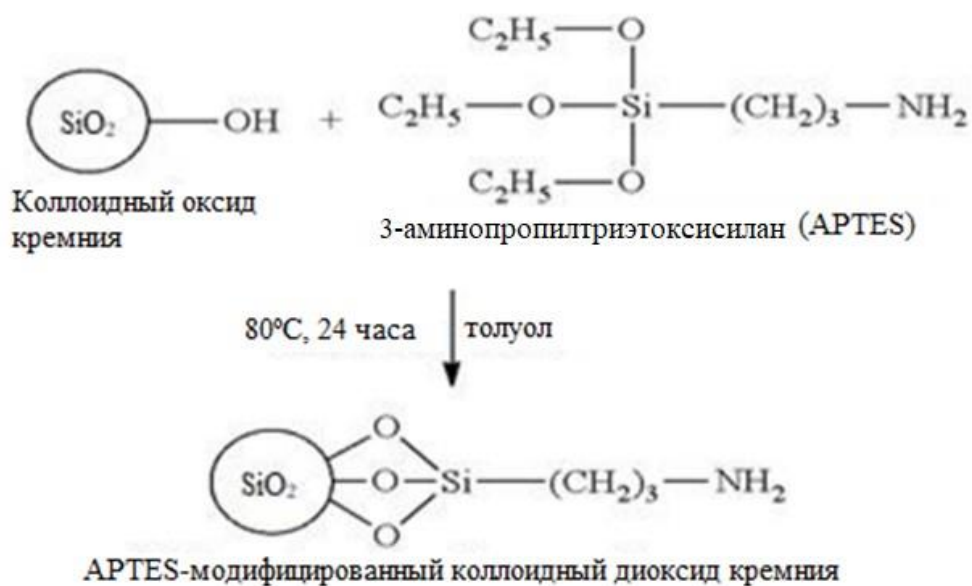 C₂H₅—O
SiO₂—OH + C₂H₅—O—Si—(CH₂)₃—NH₂
C₂H₅—O
Коллоидный оксид
кремния
3-аминопропилтриэтоксисилан (APTES)
80ºC, 24 часа толуол
O
SiO₂—O—Si—(CH₂)₃—NH₂
O
APTES-модифицированный коллоидный диоксид кремния